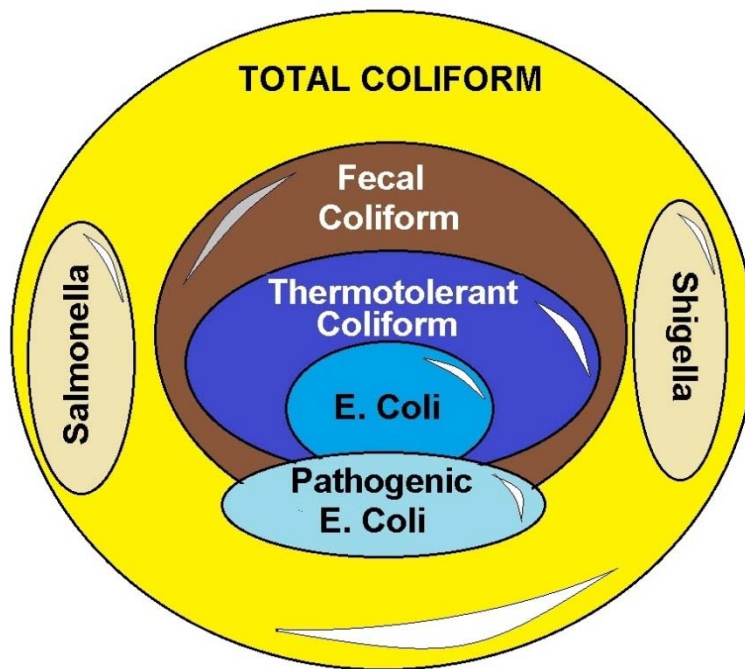 TOTAL COLIFORM
Fecal
Coliform
Thermotolerant
Coliform
Salmonella
Shigella
E. Coli
Pathogenic
E. Coli